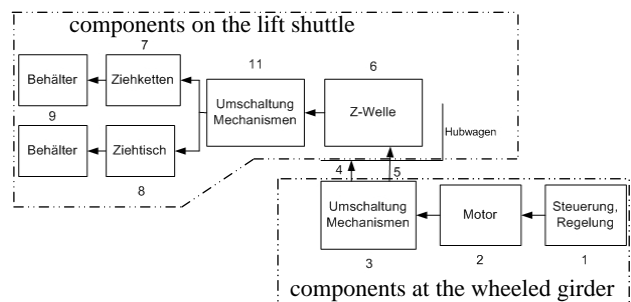 components on the lift shuttle
7
11
6
Behälter
Ziehketten
Umschaltung
Mechanismen
Z-Welle
9
Hubwagen
Behälter
Ziehtisch
8
4
5
Umschaltung
Mechanismen
Motor
Steuerung,
Regelung
3
2
1
components at the wheeled girder